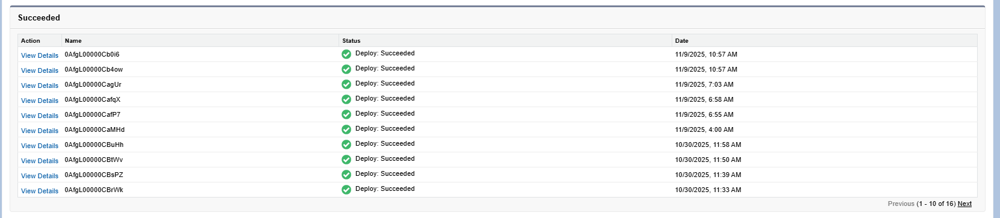 Succeeded
Action Name Status Date
View Details 0AfgL00000Cb0i6 Deploy: Succeeded 11/9/2025, 10:57 AM
View Details 0AfgL00000Cb4ow Deploy: Succeeded 11/9/2025, 10:57 AM
View Details 0AfgL00000CagUr Deploy: Succeeded 11/9/2025, 7:03 AM
View Details 0AfgL00000CafqX Deploy: Succeeded 11/9/2025, 6:58 AM
View Details 0AfgL00000CafP7 Deploy: Succeeded 11/9/2025, 6:55 AM
View Details 0AfgL00000CaMHd Deploy: Succeeded 11/9/2025, 4:00 AM
View Details 0AfgL00000CBuHh Deploy: Succeeded 10/30/2025, 11:58 AM
View Details 0AfgL00000CBtWv Deploy: Succeeded 10/30/2025, 11:50 AM
View Details 0AfgL00000CBsPZ Deploy: Succeeded 10/30/2025, 11:39 AM
View Details 0AfgL00000CBrWk Deploy: Succeeded 10/30/2025, 11:33 AM
Previous (1 - 10 of 16) Next